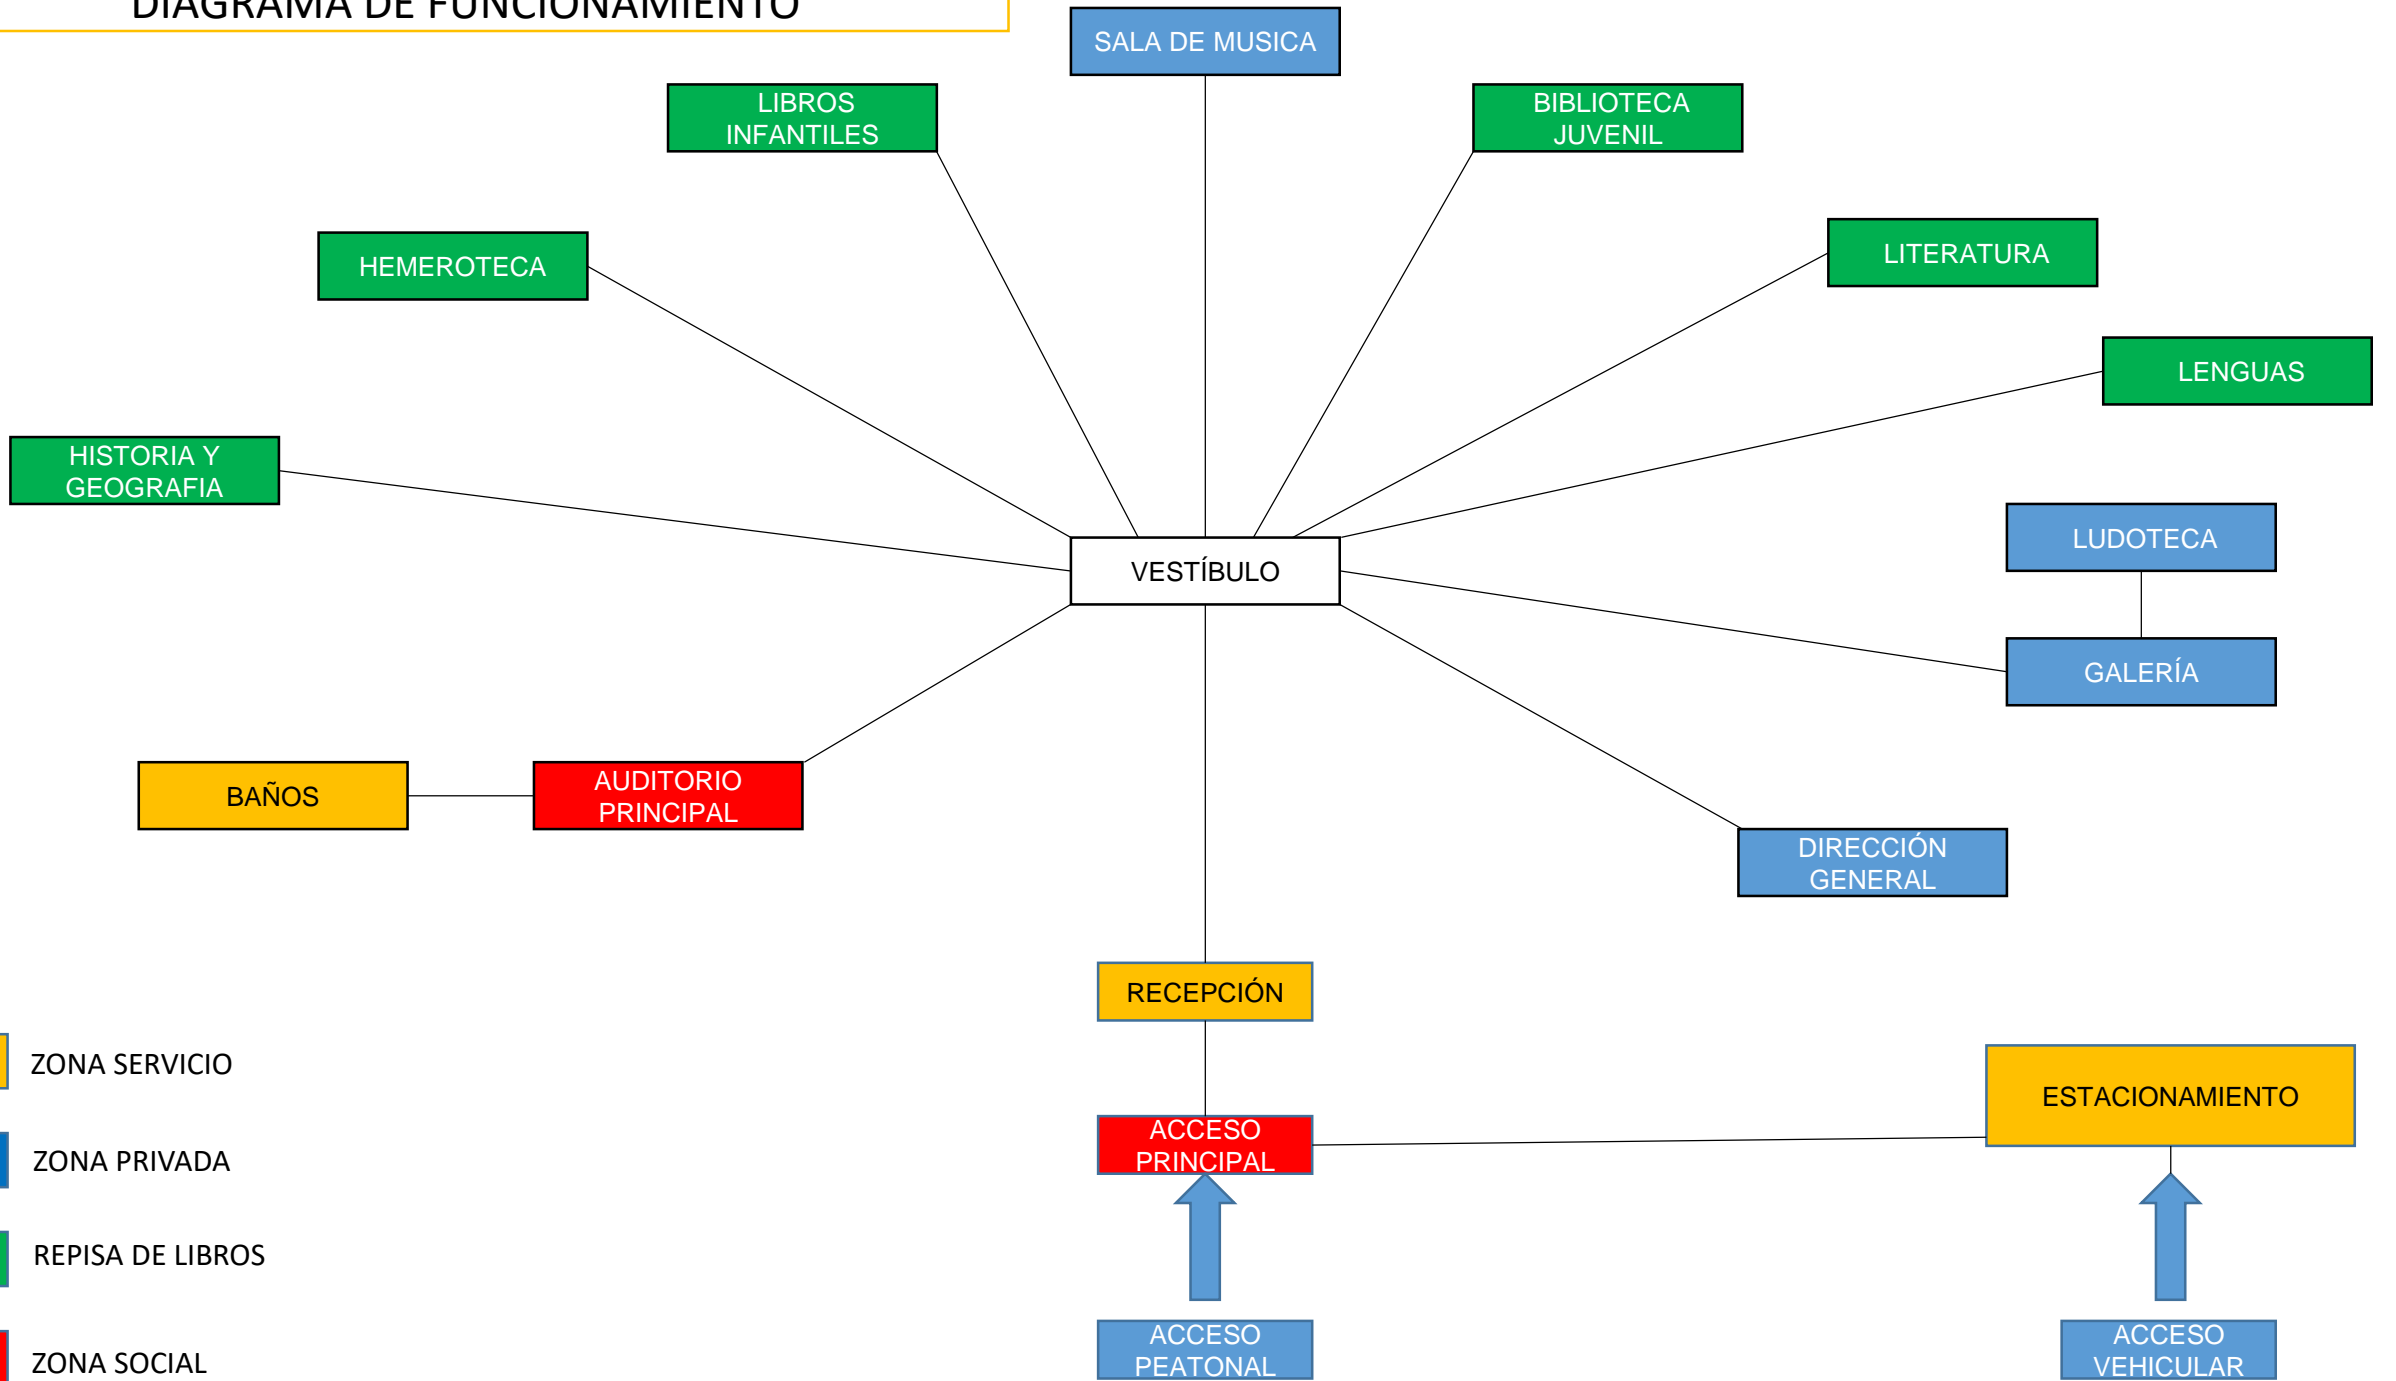 DIAGRAMA DE FUNCIONAMIENTO
SALA DE MUSICA
LIBROS
INFANTILES
BIBLIOTECA
JUVENIL
HEMEROTECA
LITERATURA
LENGUAS
HISTORIA Y
GEOGRAFIA
LUDOTECA
VESTÍBULO
GALERÍA
BAÑOS
AUDITORIO
PRINCIPAL
DIRECCIÓN
GENERAL
RECEPCIÓN
ZONA SERVICIO
ESTACIONAMIENTO
ACCESO
PRINCIPAL
ZONA PRIVADA
REPISA DE LIBROS
ZONA SOCIAL
ACCESO
PEATONAL
ACCESO
VEHICULAR